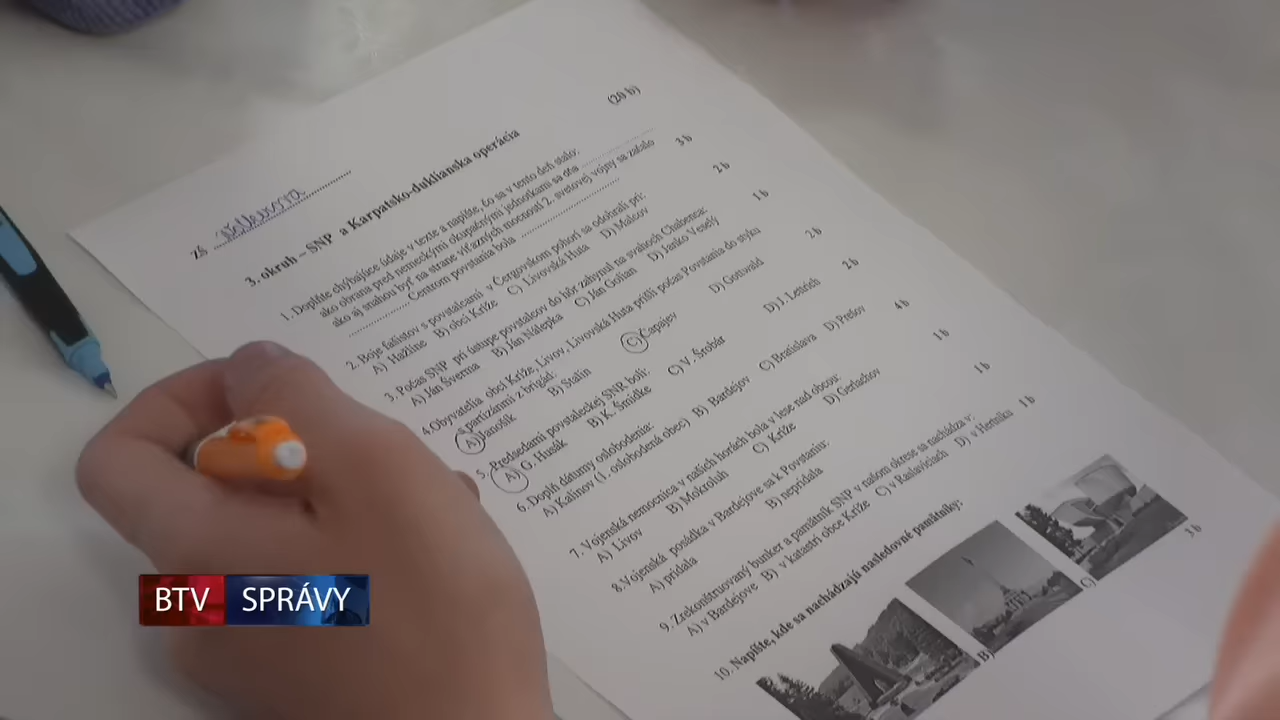 (20 b)
ZŠ
3. okruh – SNP a Karpatsko-duklianska operácia
1. Doplňte chýbajúce údaje v texte a napíšte, čo sa v tento deň stalo:
ako obrana pred nemeckými okupačnými jednotkami sa dňa
ako aj snahou byť na strane víťazných mocností 2. svetovej vojny sa začalo
Centrom povstania bola 3 b
2. Boje fašistov s povstalcami v Čergovskom pohorí sa odohrali pri: 2 b
A) Hažlíne B) obci Kríže C) Livovská Huta D) Malcov
3. Počas SNP pri ústupe povstalcov do hôr zahynul na svahoch Chabenca: 1 b
A) Ján Šverma B) Ján Nálepka C) Ján Golian D) Janko Veselý
4.Obyvatelia obcí Kríže, Livov, Livovská Huta prišli počas Povstania do styku 2 b
s partizánmi z brigád:
A) Jánošík B) Stalin C) Čapajev D) Gottwald
5. Predsedami povstaleckej SNR boli: 2 b
A) G. Husák B) K. Šmidke C) V. Šrobár D) J. Lettrich
6. Doplň dátumy oslobodenia: 4 b
A) Kalinov (1. oslobodená obec) B) Bardejov C) Bratislava D) Prešov
7. Vojenská nemocnica v našich horách bola v lese nad obcou: 1 b
A) Livov B) Mokroluh C) Kríže D) Gerlachov
8. Vojenská posádka v Bardejove sa k Povstaniu: 1 b
A) pridala B) nepridala
9. Zrekonštruovaný bunker a pamätník SNP v našom okrese sa nachádza v: 1 b
A) v Bardejove B) v katastri obce Kríže C) v Raslaviciach D) v Hertníku
10. Napíšte, kde sa nachádzajú nasledovné pamätníky:
B)
C)
3 b
BTV SPRÁVY